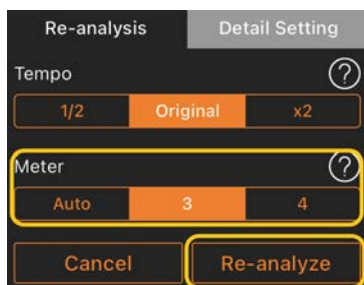 Re-analysis Detail Setting
Tempo ?
1/2 Original x2
Meter ?
Auto 3 4
Cancel Re-analyze